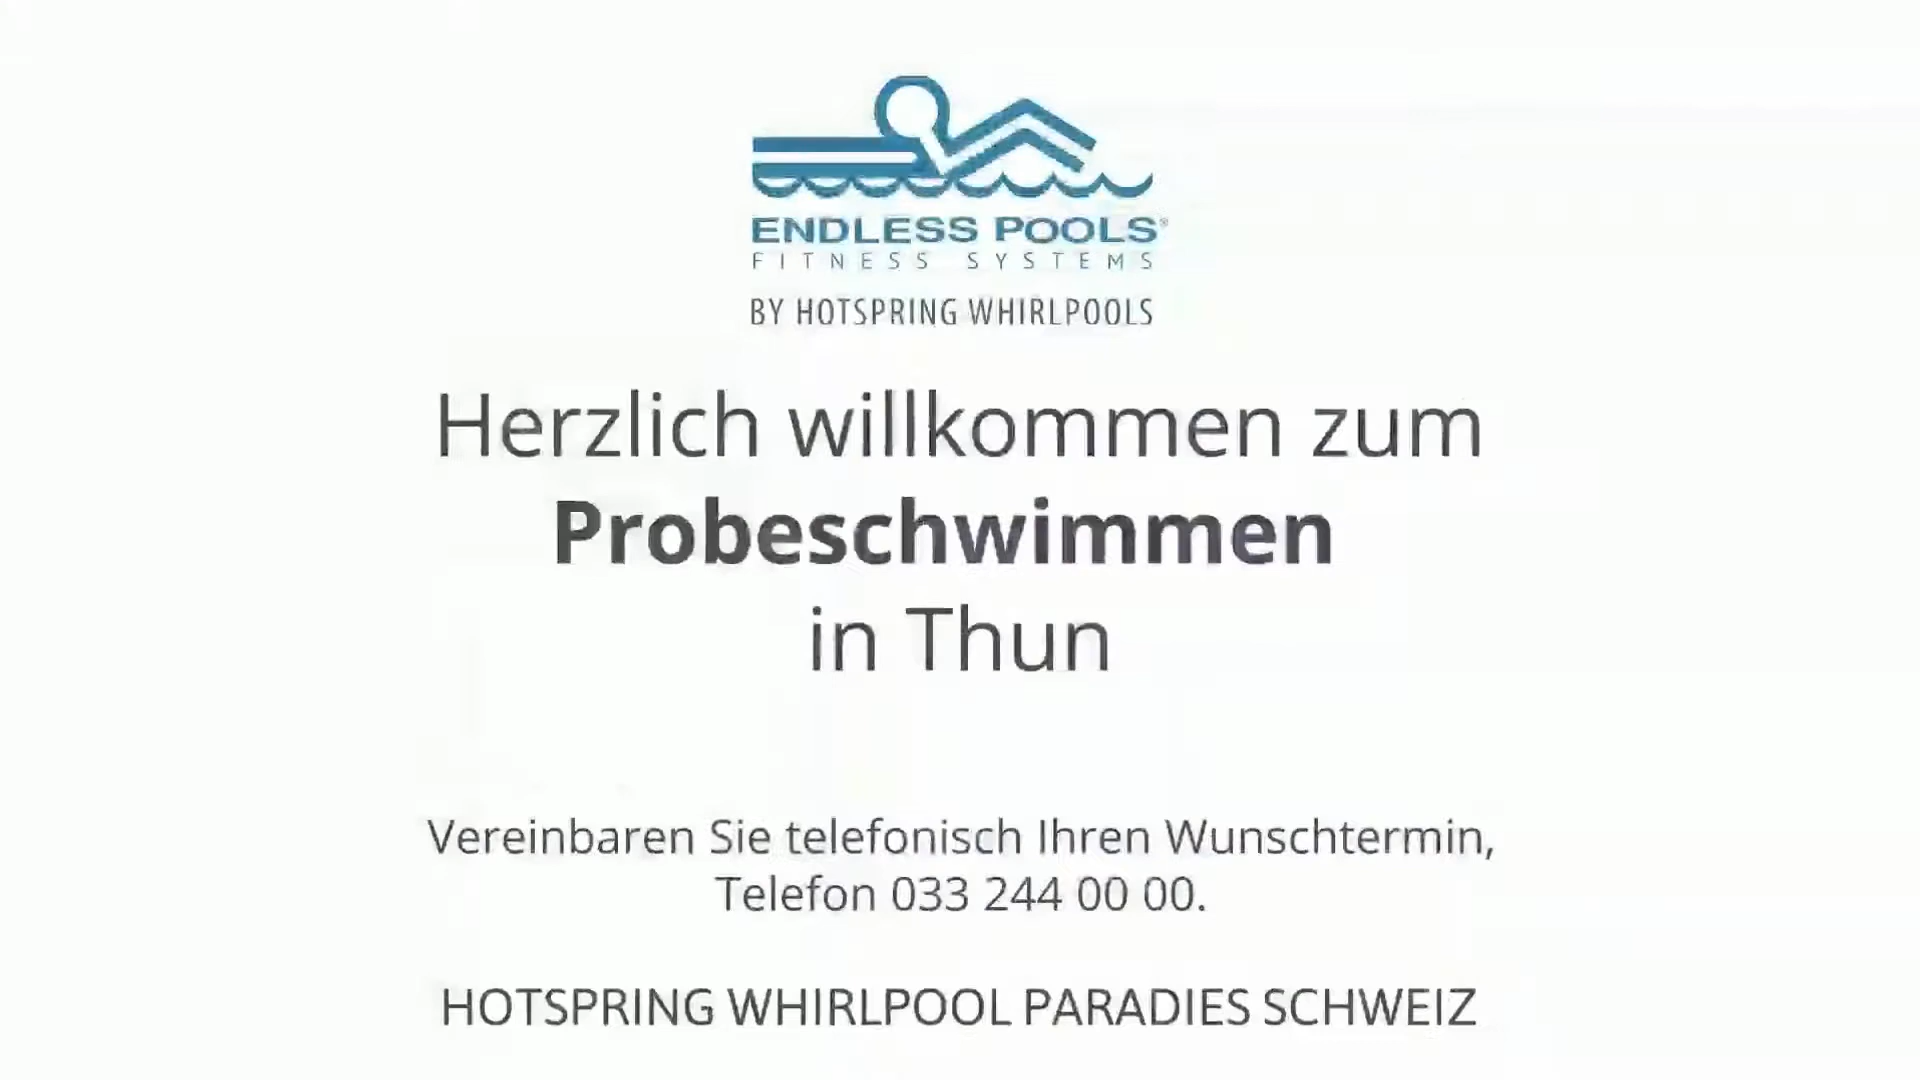 ENDLESS POOLS®
FITNESS SYSTEMS
BY HOTSPRING WHIRLPOOLS
Herzlich willkommen zum
Probeschwimmen
in Thun
Vereinbaren Sie telefonisch Ihren Wunschtermin,
Telefon 033 244 00 00.
HOTSPRING WHIRLPOOL PARADIES SCHWEIZ